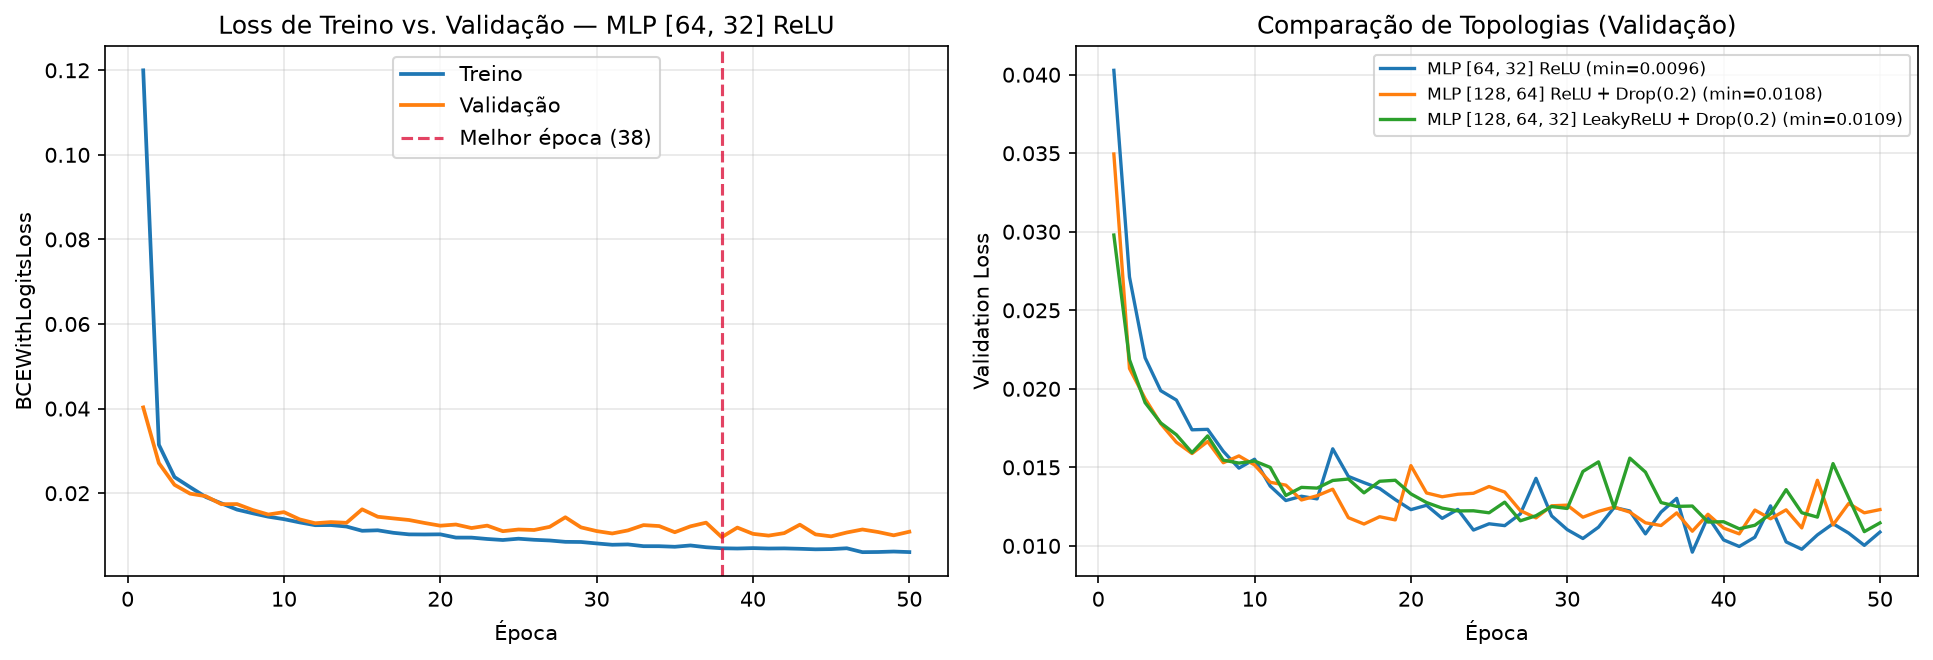 Loss de Treino vs. Validação — MLP [64, 32] ReLU
Treino
Validação
Melhor época (38)
0.12
0.10
0.08
0.06
0.04
0.02
BCEWithLogitsLoss
0 10 20 30 40 50
Época
Comparação de Topologias (Validação)
MLP [64, 32] ReLU (min=0.0096)
MLP [128, 64] ReLU + Drop(0.2) (min=0.0108)
MLP [128, 64, 32] LeakyReLU + Drop(0.2) (min=0.0109)
0.040
0.035
0.030
0.025
0.020
0.015
0.010
Validation Loss
0 10 20 30 40 50
Época